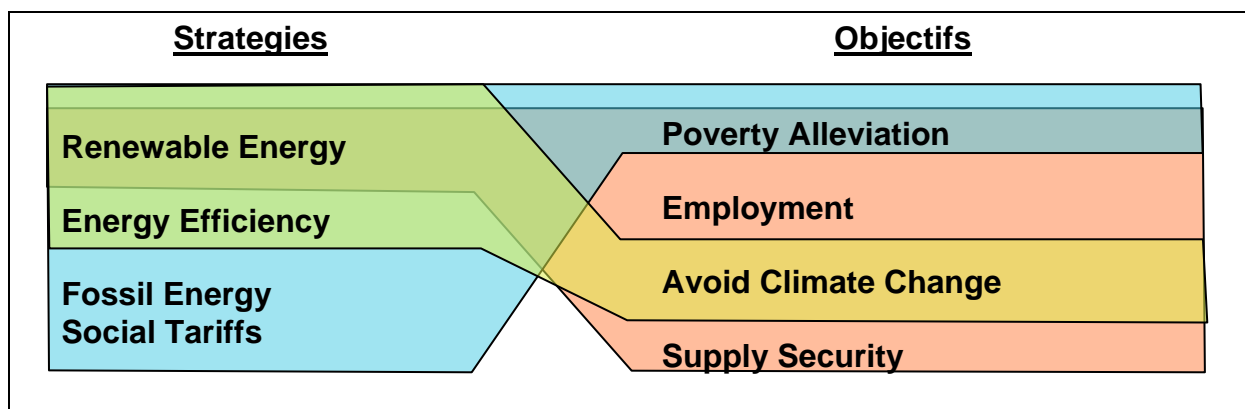 Strategies
Objectifs
Renewable Energy
Energy Efficiency
Fossil Energy
Social Tariffs
Poverty Alleviation
Employment
Avoid Climate Change
Supply Security